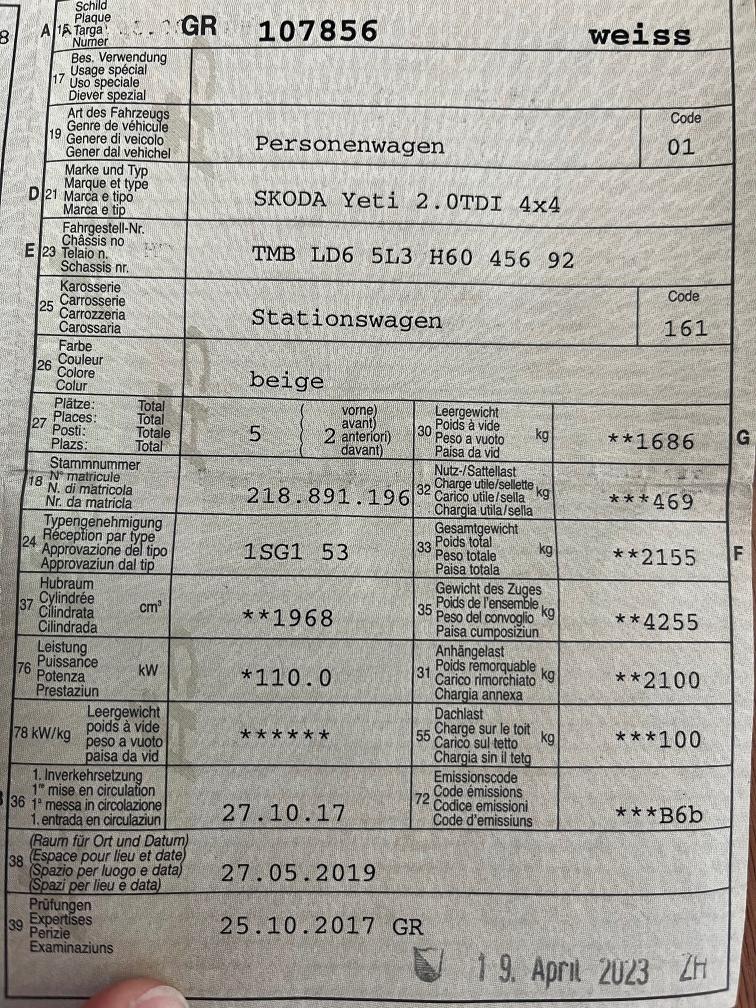 8
A 15 Schild
Plaque
Targa
Numer
GR 107856 weiss
17 Bes. Verwendung
Usage spécial
Uso speciale
Diever spezial
19 Art des Fahrzeugs
Genre de véhicule
Genere di veicolo
Gener dal vehichel
Personenwagen
Code
01
D 21 Marke und Typ
Marque et type
Marca e tipo
Marca e tip
SKODA Yeti 2.0TDI 4x4
E 23 Fahrgestell-Nr.
Châssis no
Telaio n.
Schassis nr.
TMB LD6 5L3 H60 456 92
25 Karosserie
Carrosserie
Carrozzeria
Carossaria
Stationswagen
Code
161
26 Farbe
Couleur
Colore
Colur
beige
27 Plätze: Total
Places: Total
Posti: Totale
Plazs: Total
5 ( 2 vorne)
avant)
anteriori)
davant)
30 Leergewicht
Poids à vide
Peso a vuoto
Paisa da vid
kg **1686 G
18 Stammnummer
N° matricule
N. di matricola
Nr. da matricla
218.891.196
32 Nutz-/Sattellast
Charge utile/sellette
Carico utile/sella
Chargia utila/sella
kg ***469
24 Typengenehmigung
Réception par type
Approvazione del tipo
Approvaziun dal tip
1SG1 53
33 Gesamtgewicht
Poids total
Peso totale
Paisa totala
kg **2155 F
37 Hubraum
Cylindrée
Cilindrata
Cilindrada
cm³ **1968
35 Gewicht des Zuges
Poids de l'ensemble
Peso del convoglio
Paisa cumposiziun
kg **4255
76 Leistung
Puissance
Potenza
Prestaziun
kW *110.0
31 Anhängelast
Poids remorquable
Carico rimorchiato
Chargia annexa
kg **2100
78 kW/kg Leergewicht
poids à vide
peso a vuoto
paisa da vid
******
55 Dachlast
Charge sur le toit
Carico sul tetto
Chargia sin il tetg
kg ***100
36 1. Inverkehrsetzung
1re mise en circulation
1a messa in circolazione
1. entrada en circulaziun
27.10.17
72 Emissionscode
Code émissions
Codice emissioni
Code d'emissiuns
***B6b
38 (Raum für Ort und Datum)
(Espace pour lieu et date)
(Spazio per luogo e data)
(Spazi per lieu e data)
27.05.2019
39 Prüfungen
Expertises
Perizie
Examinaziuns
25.10.2017 GR
19. April 2023 ZH